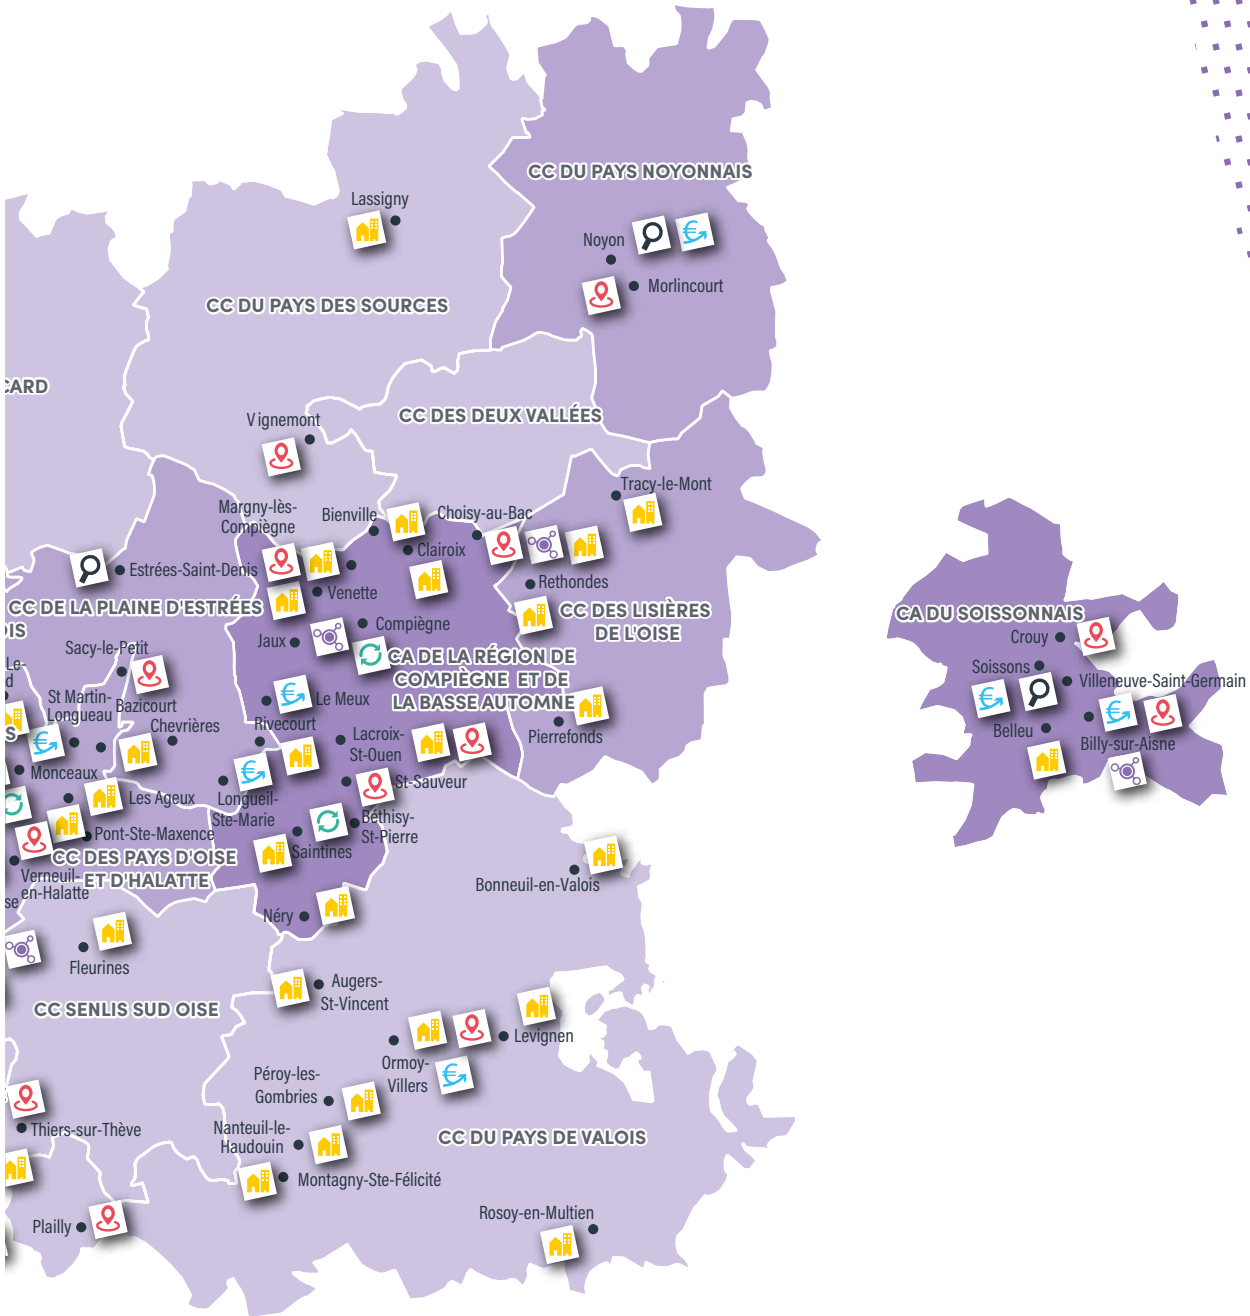 CC DU PAYS NOYONNAIS
Lassigny
Noyon
Morlincourt
CC DU PAYS DES SOURCES
CARD
Vignemont
CC DES DEUX VALLÉES
Tracy-le-Mont
Margny-lès-
Compiègne
Bienville
Choisy-au-Bac
Clairoix
Estrées-Saint-Denis
Venette
Rethondes
CC DE LA PLAINE D'ESTRÉES
CC DES LISIÈRES
DE L'OISE
OIS
Compiègne
Jaux
Sacy-le-Petit
CA DE LA RÉGION DE
COMPIÈGNE ET DE
LA BASSE AUTOMNE
Le-
d
St Martin-
Longueau
Bazicourt
Chevrières
Le Meux
Rivecourt
S
Lacroix-
St-Ouen
Pierrefonds
Monceaux
Les Ageux
Longueil-
Ste-Marie
St-Sauveur
Pont-Ste-Maxence
Béthisy-
St-Pierre
Saintines
CC DES PAYS D'OISE
ET D'HALATTE
Verneuil-
en-Halatte
se
Bonneuil-en-Valois
Néry
Fleurines
Augers-
St-Vincent
CC SENLIS SUD OISE
Levignen
Ormoy-
Villers
Péroy-les-
Gombries
Nanteuil-le-
Haudouin
Thiers-sur-Thève
CC DU PAYS DE VALOIS
Montagny-Ste-Félicité
Plailly
Rosoy-en-Multien
CA DU SOISSONNAIS
Crouy
Soissons
Villeneuve-Saint-Germain
Belleu
Billy-sur-Aisne